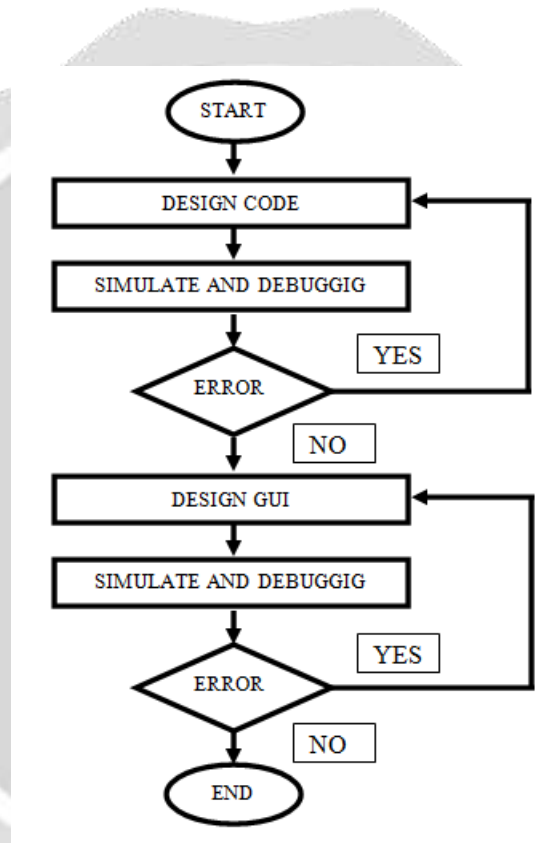 START
DESIGN CODE
SIMULATE AND DEBUGGIG
YES
ERROR
NO
DESIGN GUI
SIMULATE AND DEBUGGIG
YES
ERROR
NO
END